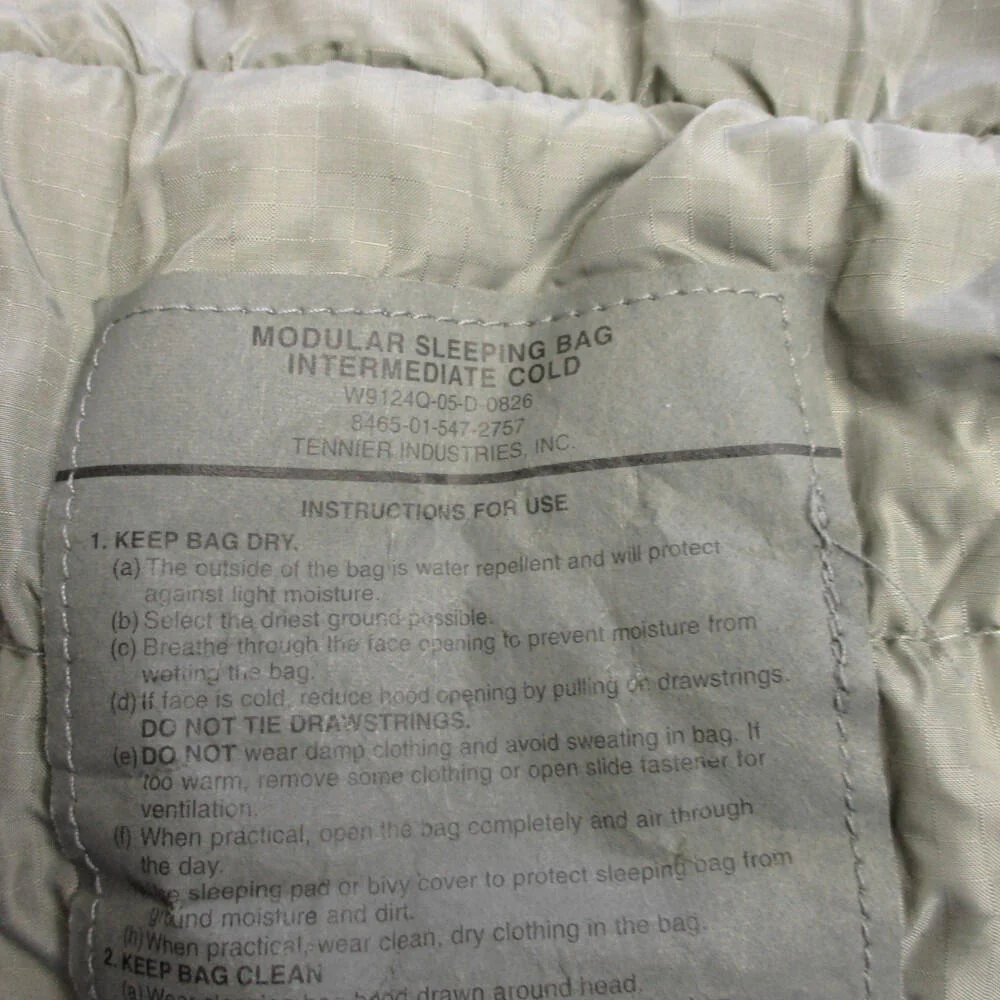 MODULAR SLEEPING BAG
INTERMEDIATE COLD
W9124Q-05-D-0826
8465-01-547-2757
TENNIER INDUSTRIES, INC.
INSTRUCTIONS FOR USE
1. KEEP BAG DRY.
(a) The outside of the bag is water repellent and will protect
against light moisture.
(b) Select the driest ground possible.
(c) Breathe through the face opening to prevent moisture from
wetting the bag.
(d) If face is cold, reduce hood opening by pulling on drawstrings.
DO NOT TIE DRAWSTRINGS.
(e) DO NOT wear damp clothing and avoid sweating in bag. If
too warm, remove some clothing or open slide fastener for
ventilation.
(f) When practical, open the bag completely and air through
the day.
sleeping pad or bivy cover to protect sleeping bag from
ground moisture and dirt.
(h) When practical, wear clean, dry clothing in the bag.
2. KEEP BAG CLEAN
(a) Wear sleeping bag hood drawn around head.